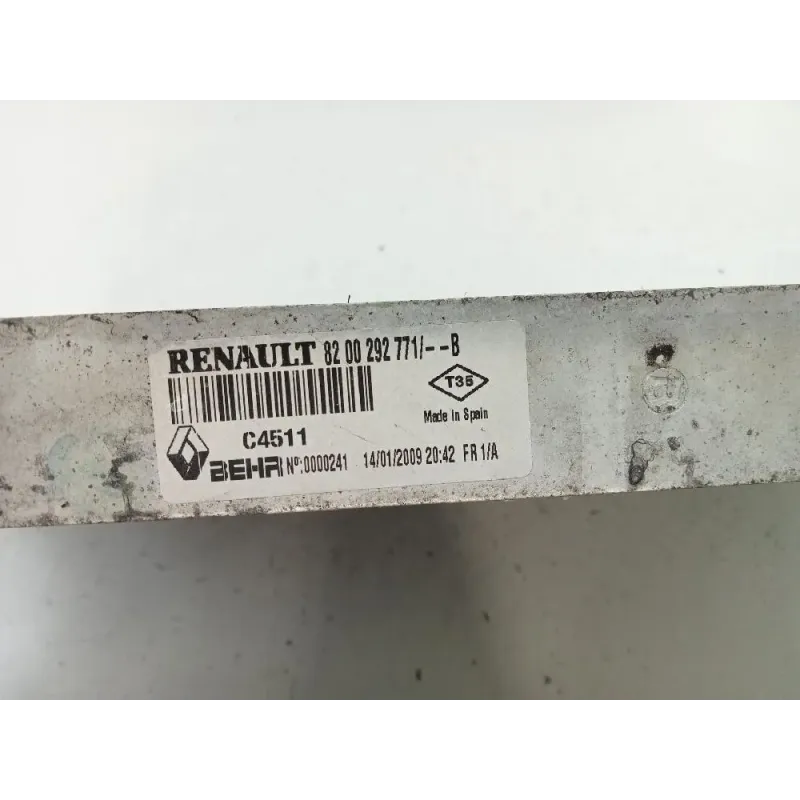 RENAULT 82 00 292 771/--B
T35
Made in Spain
C4511
BEHR Nº:0000241 14/01/2009 20:42 FR 1/A